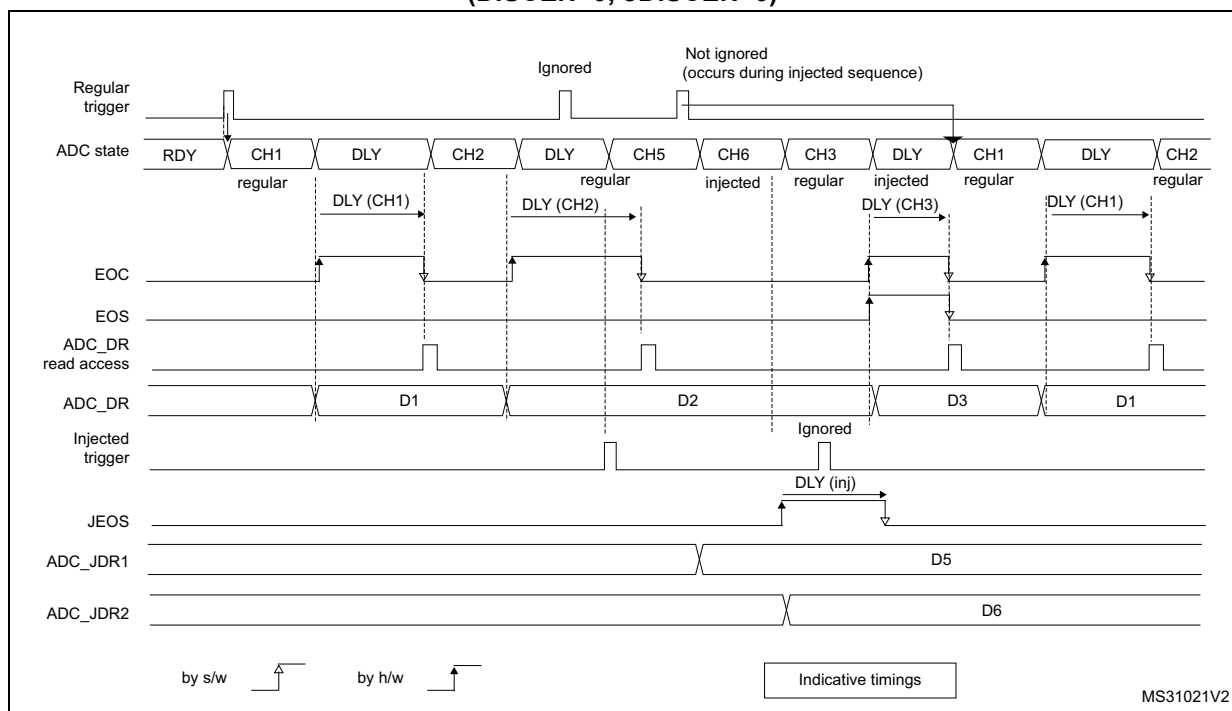 Regular
trigger
Ignored
Not ignored
(occurs during injected sequence)
ADC state
RDY CH1 DLY CH2 DLY CH5 CH6 CH3 DLY CH1 DLY CH2
regular regular injected regular injected regular regular
DLY (CH1) DLY (CH2) DLY (CH3) DLY (CH1)
EOC
EOS
ADC_DR
read access
ADC_DR D1 D2 D3 D1
Injected
trigger
Ignored
DLY (inj)
JEOS
ADC_JDR1 D5
ADC_JDR2 D6
by s/w by h/w Indicative timings
MS31021V2